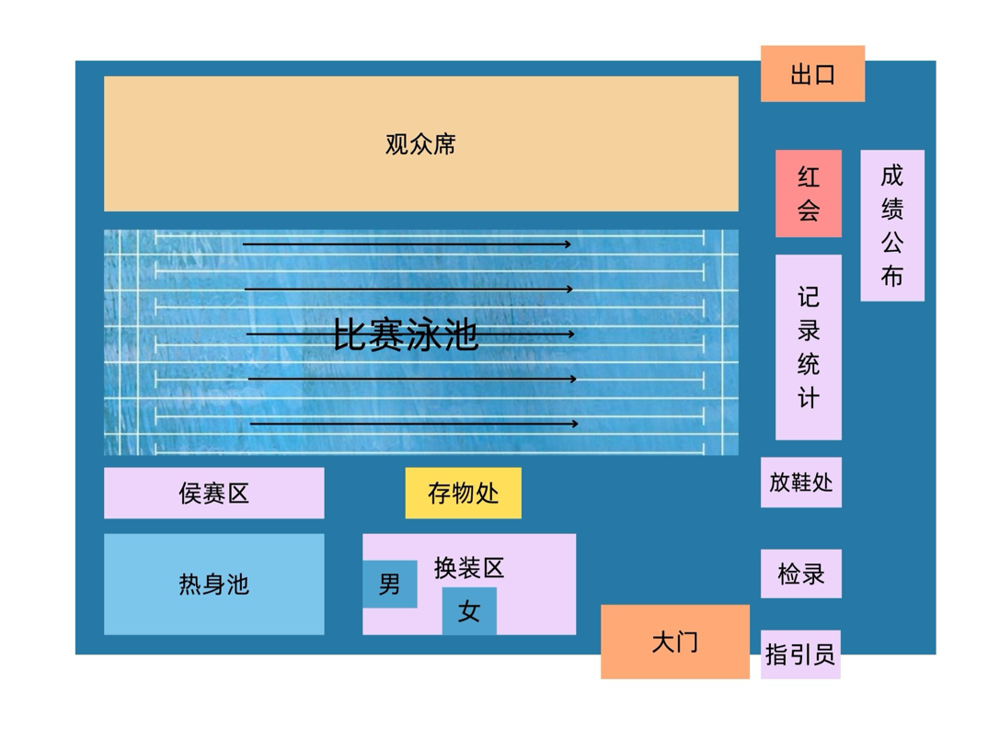 出口
观众席
红会
成绩公布
比赛泳池
记录统计
侯赛区
存物处
放鞋处
热身池
换装区
男
女
检录
大门
指引员